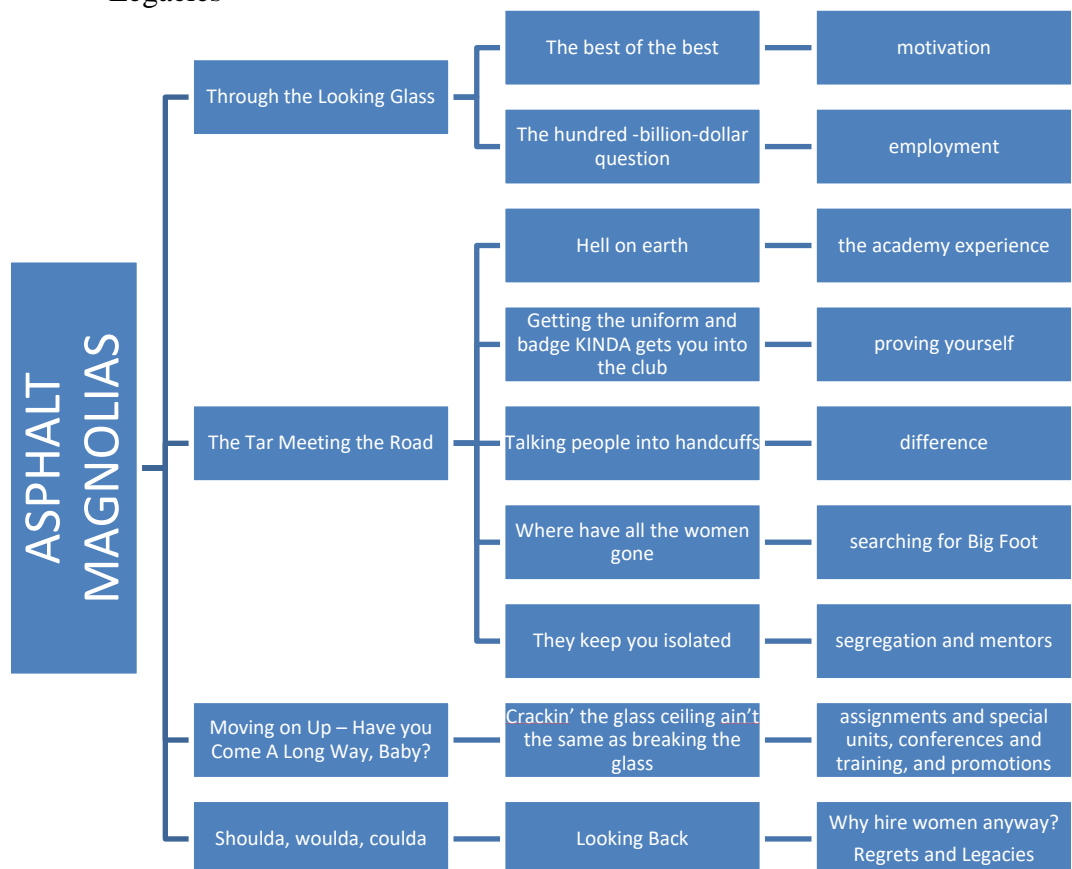 Legacies
ASPHALT
MAGNOLIAS
Through the Looking Glass
The best of the best
motivation
The hundred -billion-dollar
question
employment
The Tar Meeting the Road
Hell on earth
the academy experience
Getting the uniform and
badge KINDA gets you into
the club
proving yourself
Talking people into handcuffs
difference
Where have all the women
gone
searching for Big Foot
They keep you isolated
segregation and mentors
Moving on Up – Have you
Come A Long Way, Baby?
Crackin’ the glass ceiling ain’t
the same as breaking the
glass
assignments and special
units, conferences and
training, and promotions
Shoulda, woulda, coulda
Looking Back
Why hire women anyway?
Regrets and Legacies